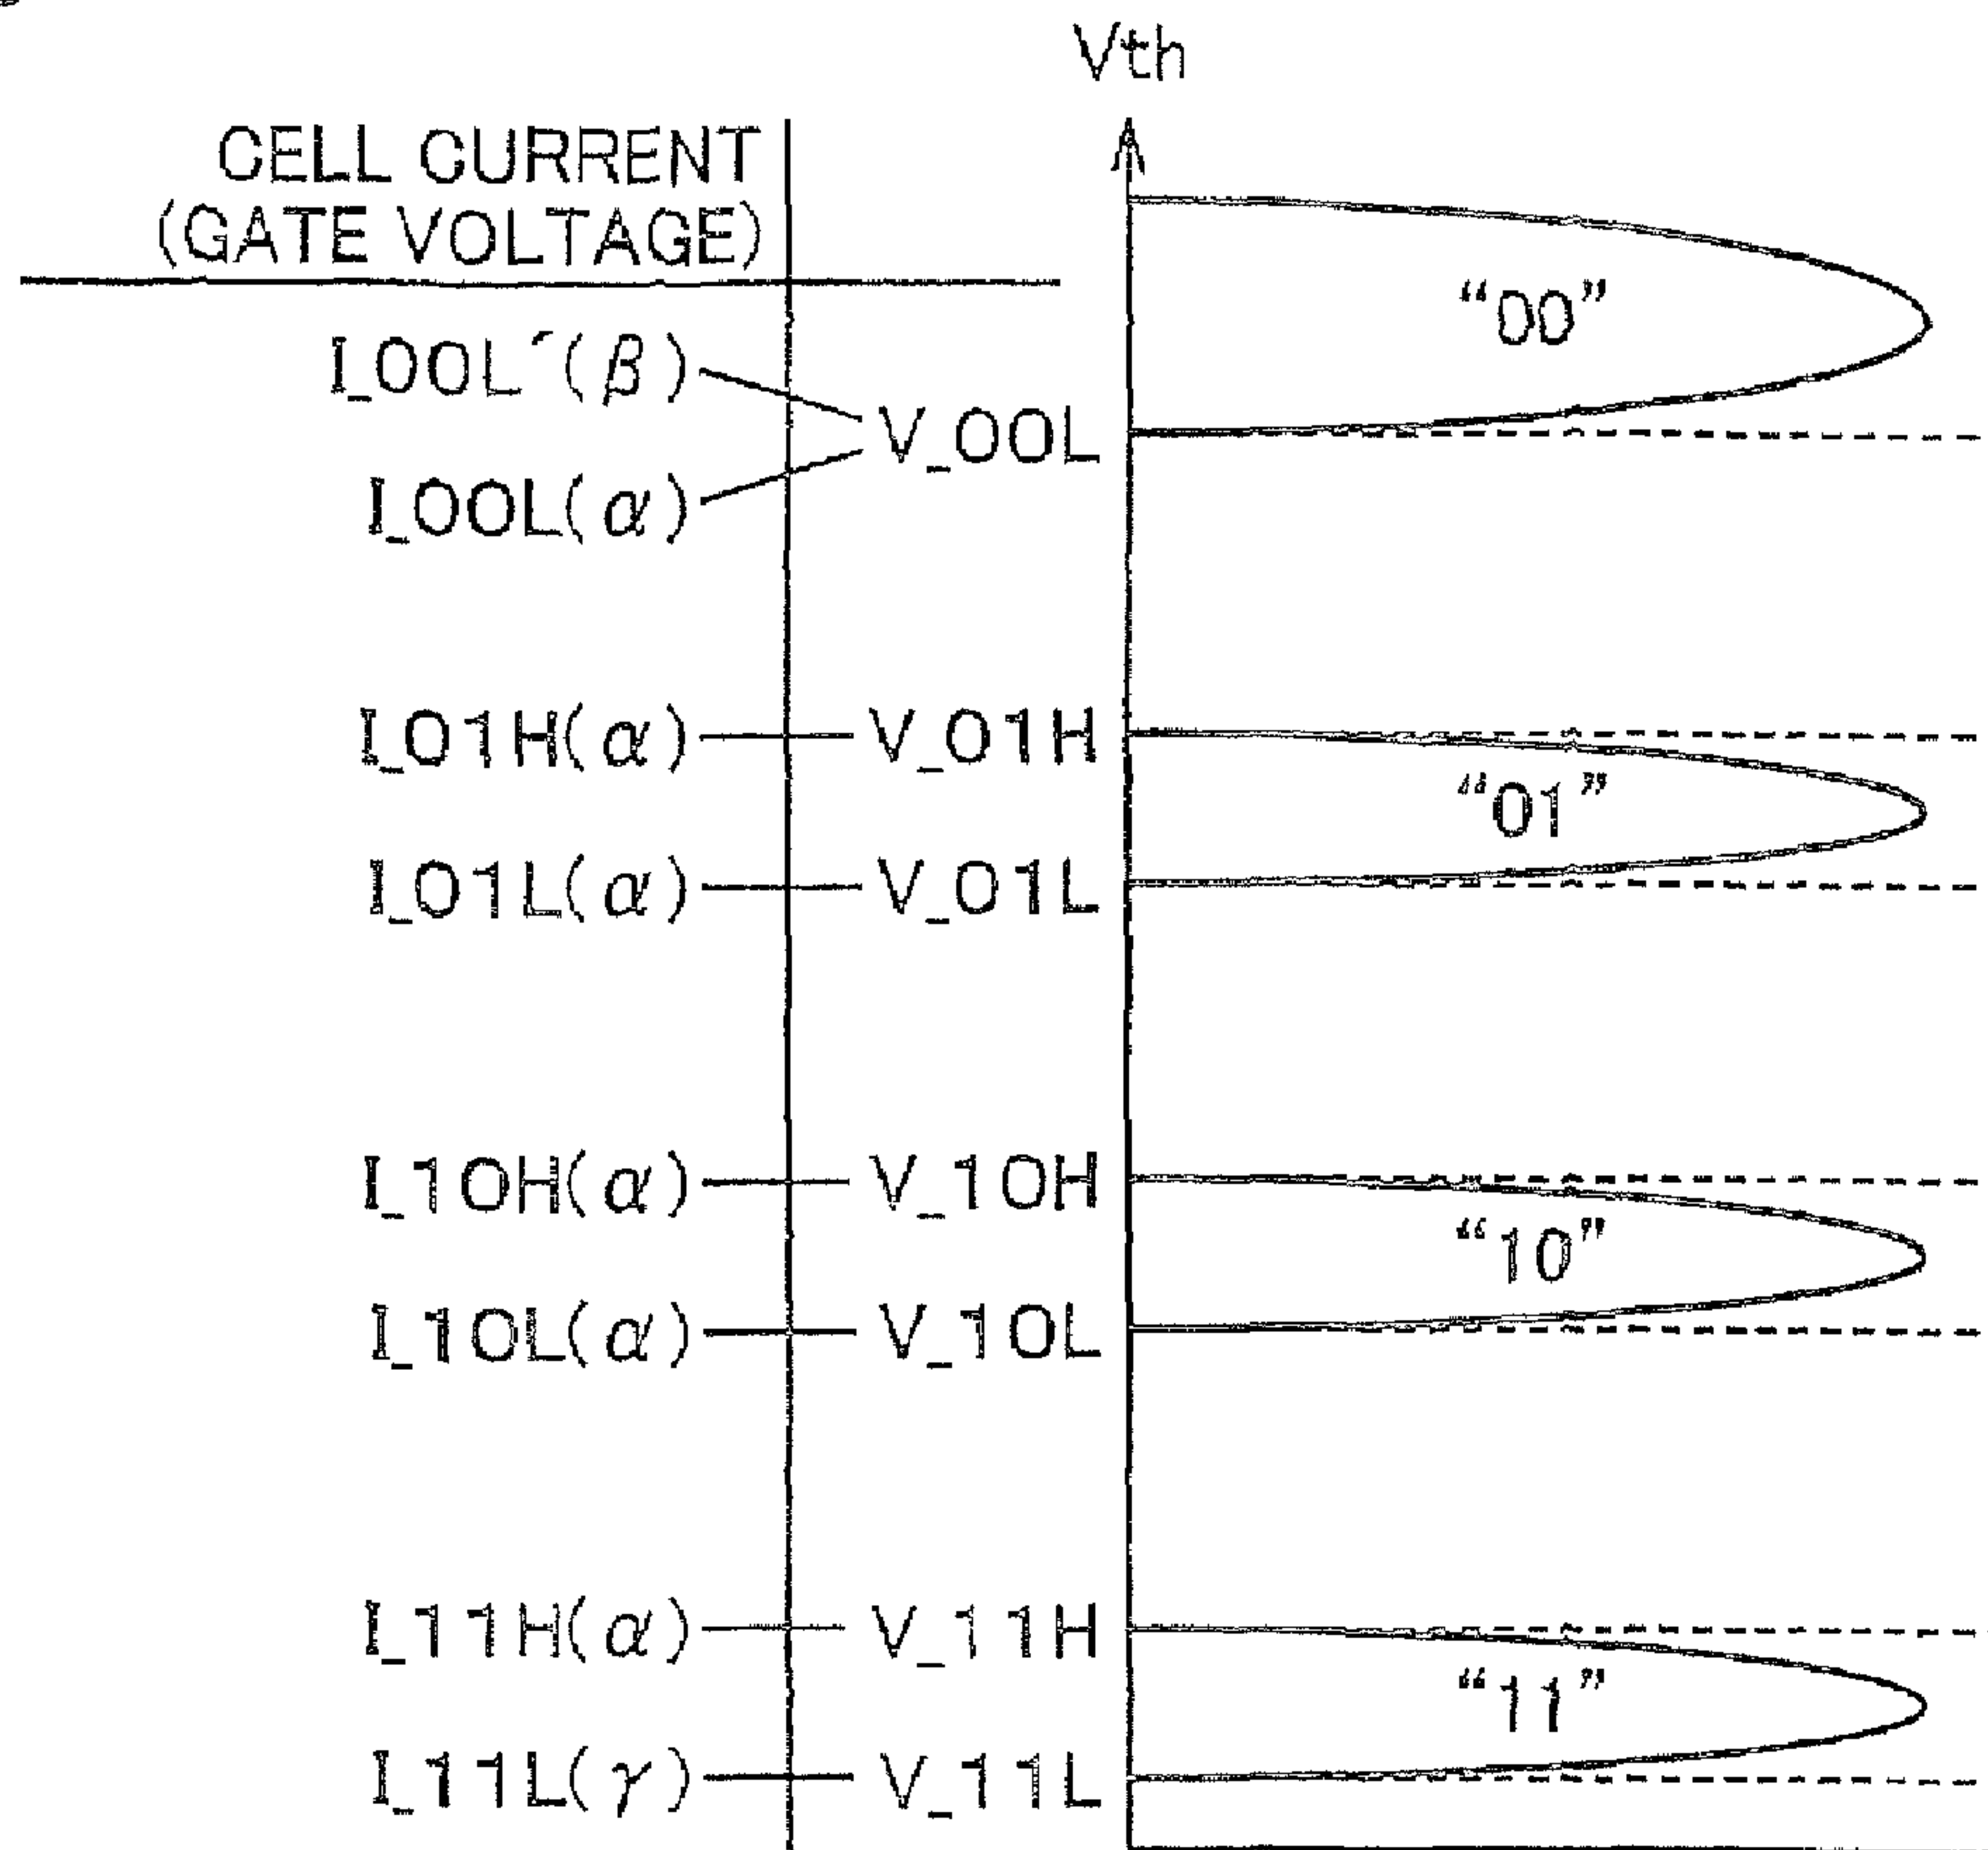 Vth
CELL CURRENT
(GATE VOLTAGE)
"00"
I_00L´(β)
V_00L
I_00L(α)
I_01H(α) V_01H
"01"
I_01L(α) V_01L
I_10H(α) V_10H
"10"
I_10L(α) V_10L
I_11H(α) V_11H
"11"
I_11L(γ) V_11L